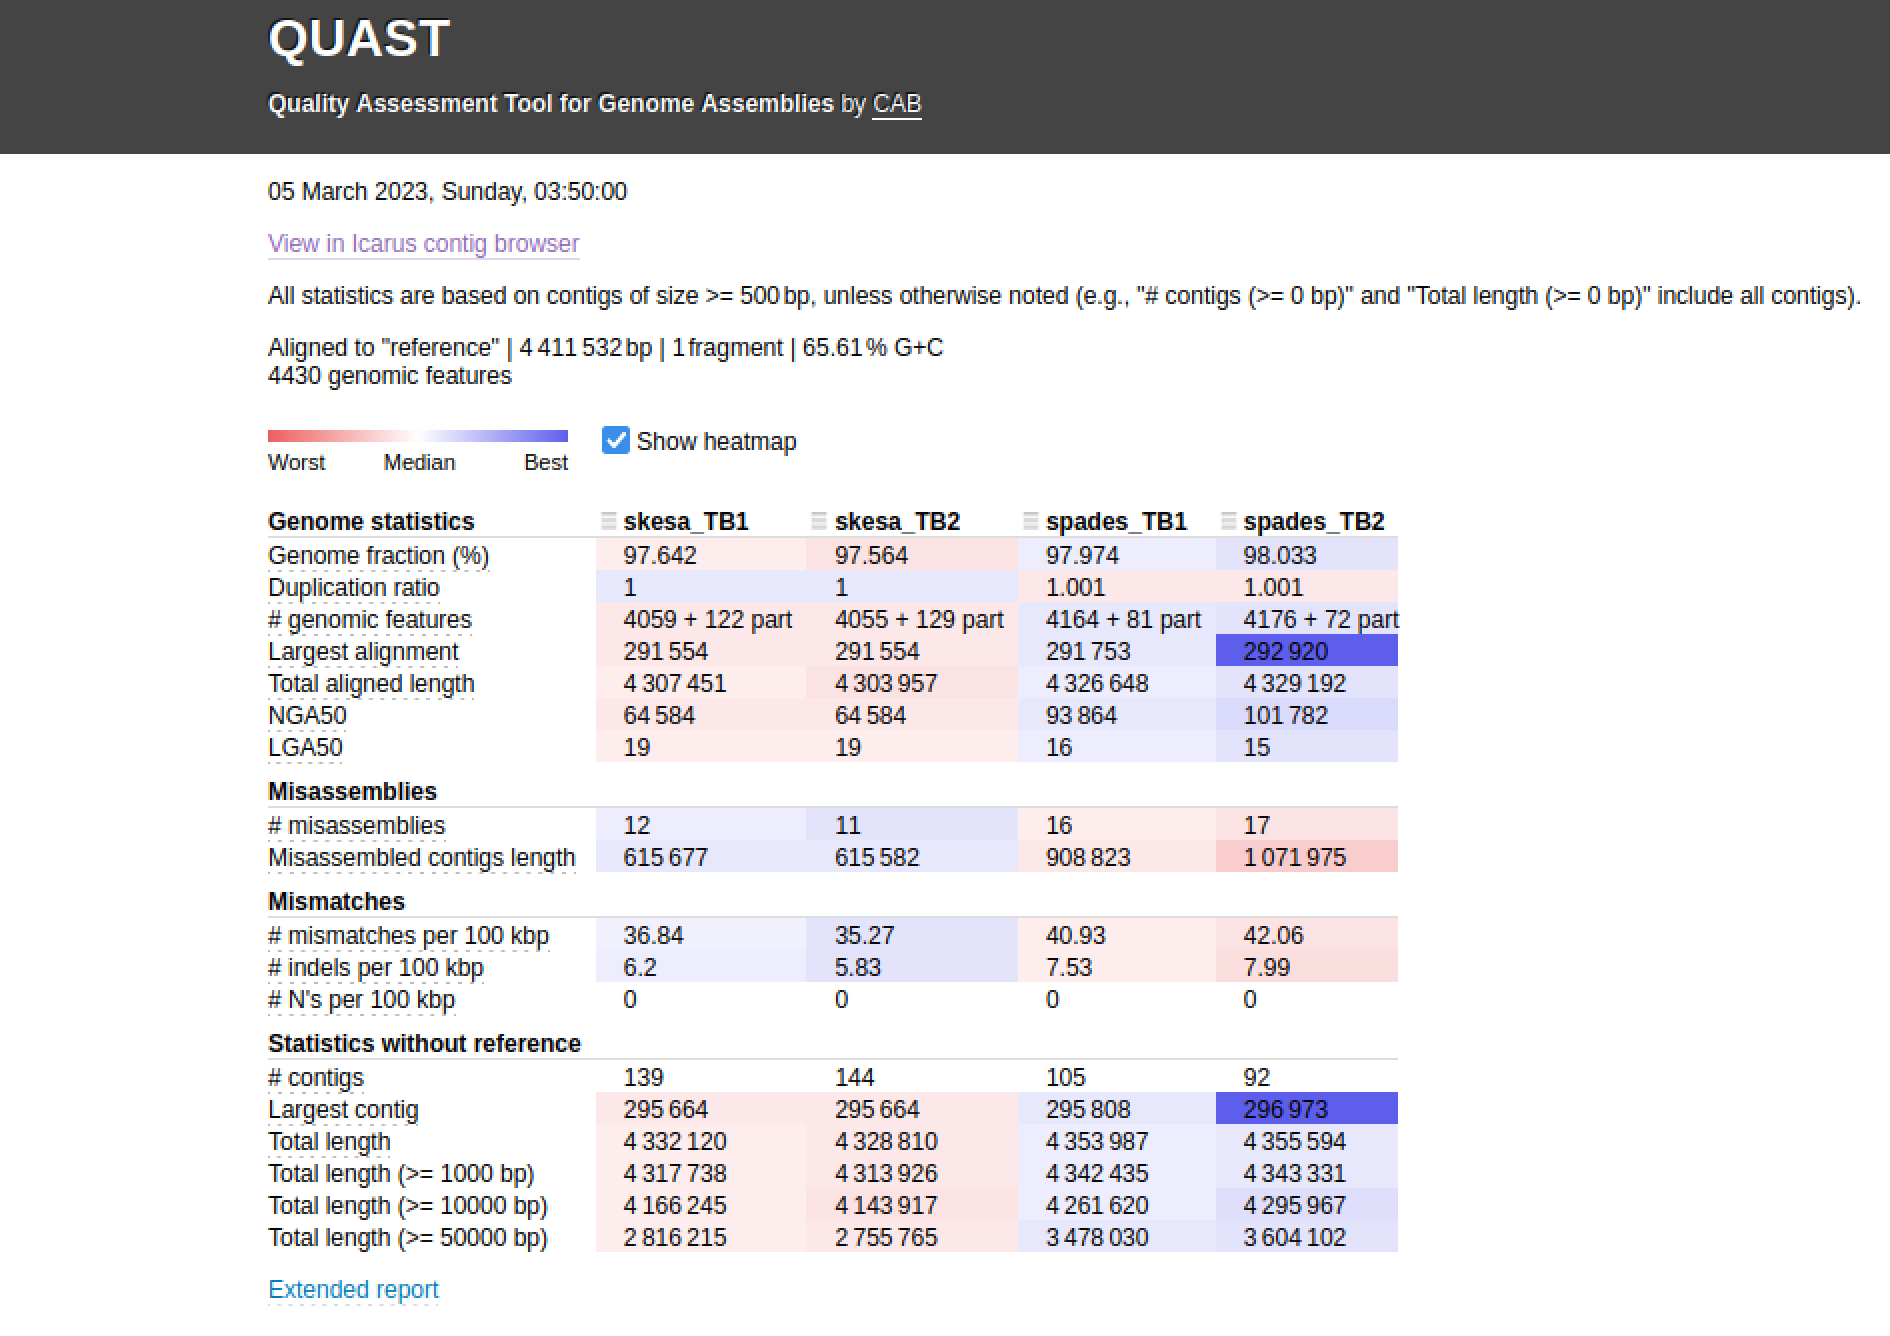 QUAST
Quality Assessment Tool for Genome Assemblies by CAB
05 March 2023, Sunday, 03:50:00
View in Icarus contig browser
All statistics are based on contigs of size >= 500 bp, unless otherwise noted (e.g., "# contigs (>= 0 bp)" and "Total length (>= 0 bp)" include all contigs).
Aligned to "reference" | 4 411 532 bp | 1 fragment | 65.61 % G+C
4430 genomic features
Worst Median Best Show heatmap
Genome statistics skesa_TB1 skesa_TB2 spades_TB1 spades_TB2
Genome fraction (%) 97.642 97.564 97.974 98.033
Duplication ratio 1 1 1.001 1.001
# genomic features 4059 + 122 part 4055 + 129 part 4164 + 81 part 4176 + 72 part
Largest alignment 291 554 291 554 291 753 292 920
Total aligned length 4 307 451 4 303 957 4 326 648 4 329 192
NGA50 64 584 64 584 93 864 101 782
LGA50 19 19 16 15
Misassemblies
# misassemblies 12 11 16 17
Misassembled contigs length 615 677 615 582 908 823 1 071 975
Mismatches
# mismatches per 100 kbp 36.84 35.27 40.93 42.06
# indels per 100 kbp 6.2 5.83 7.53 7.99
# N's per 100 kbp 0 0 0 0
Statistics without reference
# contigs 139 144 105 92
Largest contig 295 664 295 664 295 808 296 973
Total length 4 332 120 4 328 810 4 353 987 4 355 594
Total length (>= 1000 bp) 4 317 738 4 313 926 4 342 435 4 343 331
Total length (>= 10000 bp) 4 166 245 4 143 917 4 261 620 4 295 967
Total length (>= 50000 bp) 2 816 215 2 755 765 3 478 030 3 604 102
Extended report